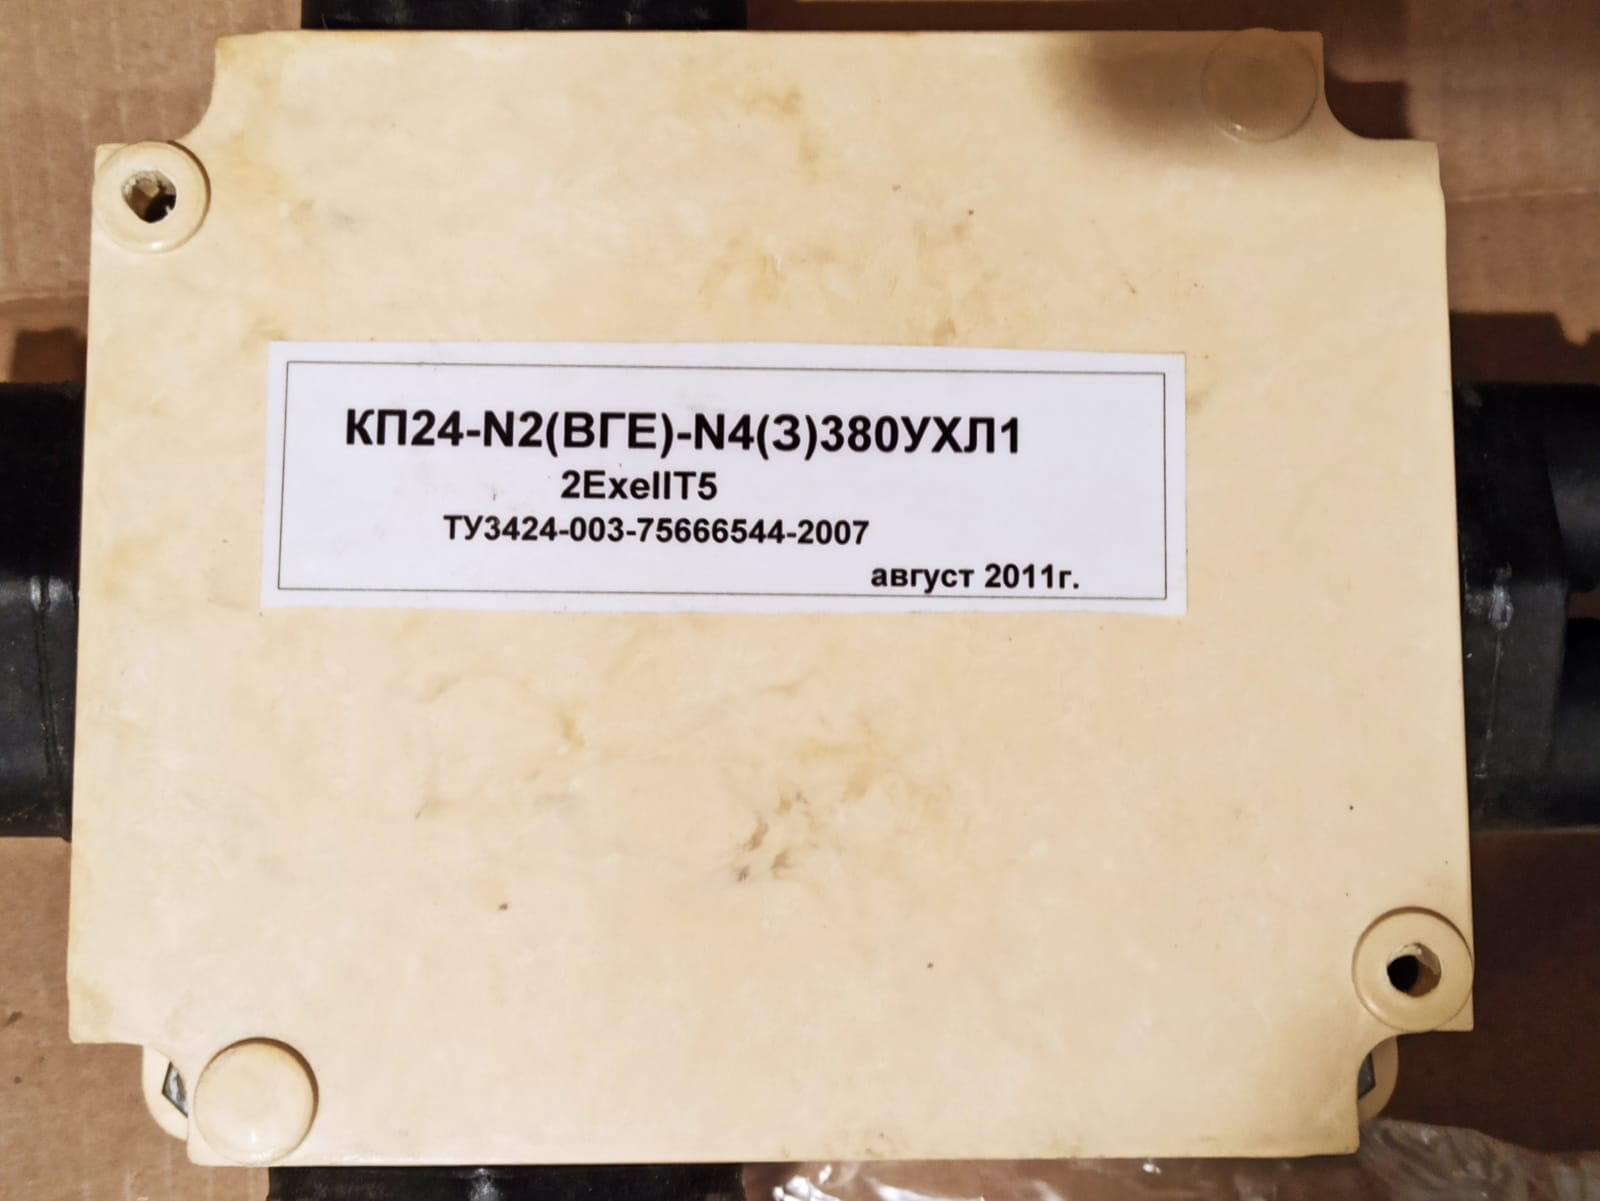 КП24-N2(ВГЕ)-N4(З)380УХЛ1
2ExeIIT5
ТУ3424-003-75666544-2007
август 2011г.